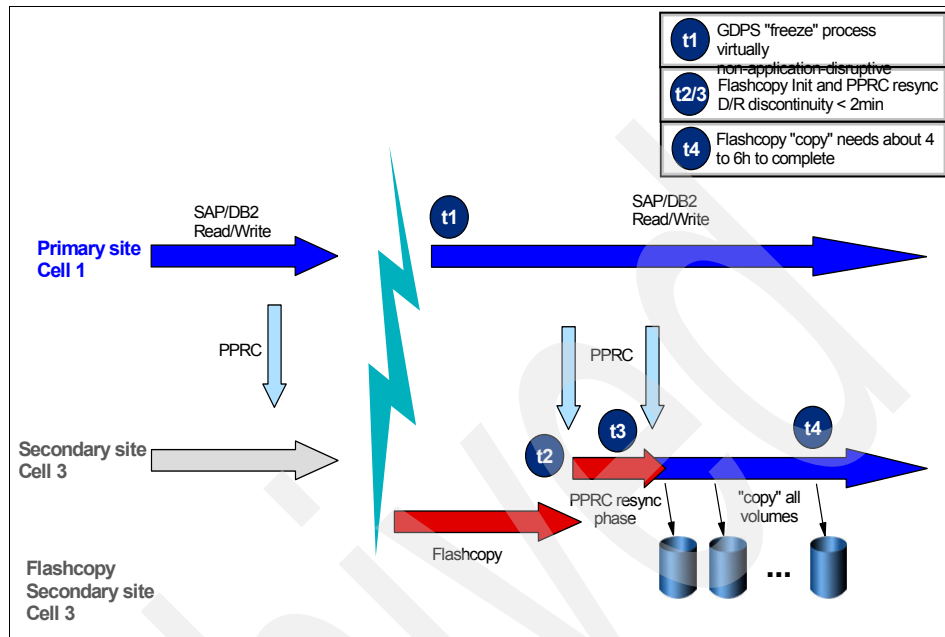 t1
GDPS "freeze" process
virtually
non-application-disruptive
t2/3
Flashcopy Init and PPRC resync
D/R discontinuity < 2min
t4
Flashcopy "copy" needs about 4
to 6h to complete
SAP/DB2
Read/Write
t1
SAP/DB2
Read/Write
Primary site
Cell 1
PPRC
PPRC
Secondary site
Cell 3
t2
t3
t4
PPRC resync
phase
"copy" all
volumes
Flashcopy
...
Flashcopy
Secondary site
Cell 3